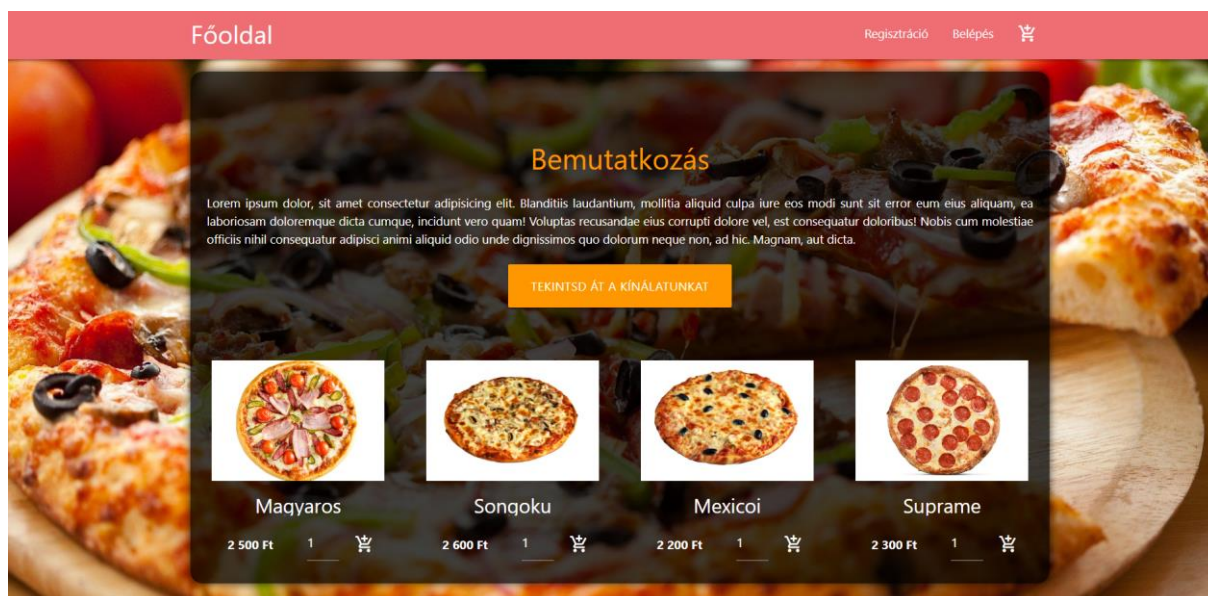 Főoldal
Regisztráció Belépés
Bemutatkozás
Lorem ipsum dolor, sit amet consectetur adipisicing elit. Blanditiis laudantium, mollitia aliquid culpa iure eos modi sunt sit error eum eius aliquam, ea
laboriosam doloremque dicta cumque, incidunt vero quam! Voluptas recusandae eius corrupti dolore vel, est consequatur doloribus! Nobis cum molestiae
officiis nihil consequatur adipisci animi aliquid odio unde dignissimos quo dolorum neque non, ad hic. Magnam, aut dicta.
TEKINTSD ÁT A KÍNÁLATUNKAT
Magyaros Songoku Mexicoi Suprame
2 500 Ft 1 2 600 Ft 1 2 200 Ft 1 2 300 Ft 1